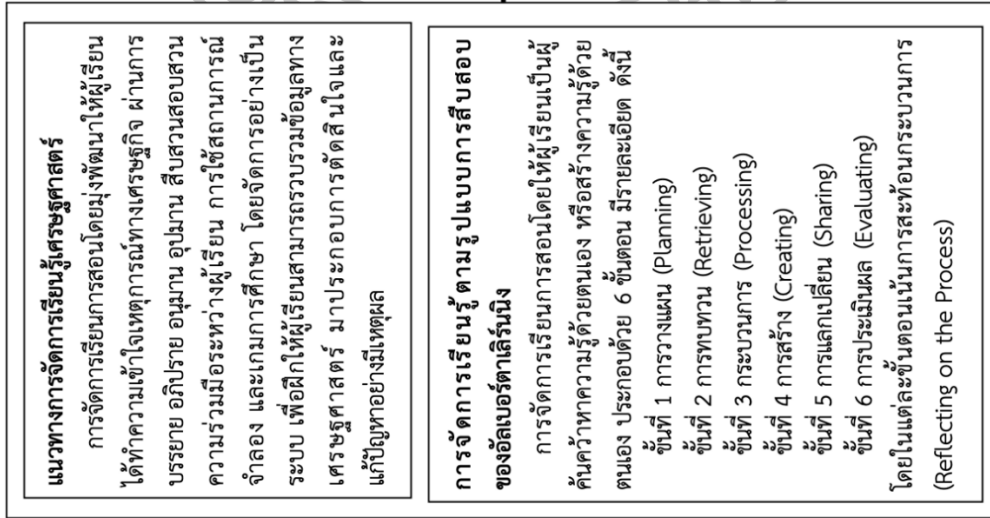 แนวทางการจัดการเรียนรู้เศรษฐศาสตร์
การจัดการเรียนการสอนโดยมุ่งพัฒนาให้ผู้เรียน
ได้ทำความเข้าใจเหตุการณ์ทางเศรษฐกิจ ผ่านการ
บรรยาย อภิปราย อนุมาน อุปมาน สืบสวนสอบสวน
ความร่วมมือระหว่างผู้เรียน การใช้สถานการณ์
จำลอง และเกมการศึกษา โดยจัดการอย่างเป็น
ระบบ เพื่อฝึกให้ผู้เรียนสามารถรวบรวมข้อมูลทาง
เศรษฐศาสตร์ มาประกอบการตัดสินใจและ
แก้ปัญหาอย่างมีเหตุผล
การจัดการเรียนรู้ตามรูปแบบการสืบสอบ
ของอัลเบอร์ตาเลิร์นนิง
การจัดการเรียนการสอนโดยให้ผู้เรียนเป็นผู้
ค้นคว้าหาความรู้ด้วยตนเอง หรือสร้างความรู้ด้วย
ตนเอง ประกอบด้วย 6 ขั้นตอน มีรายละเอียด ดังนี้
ขั้นที่ 1 การวางแผน (Planning)
ขั้นที่ 2 การทบทวน (Retrieving)
ขั้นที่ 3 กระบวนการ (Processing)
ขั้นที่ 4 การสร้าง (Creating)
ขั้นที่ 5 การแลกเปลี่ยน (Sharing)
ขั้นที่ 6 การประเมินผล (Evaluating)
โดยในแต่ละขั้นตอนเน้นการสะท้อนกระบวนการ
(Reflecting on the Process)